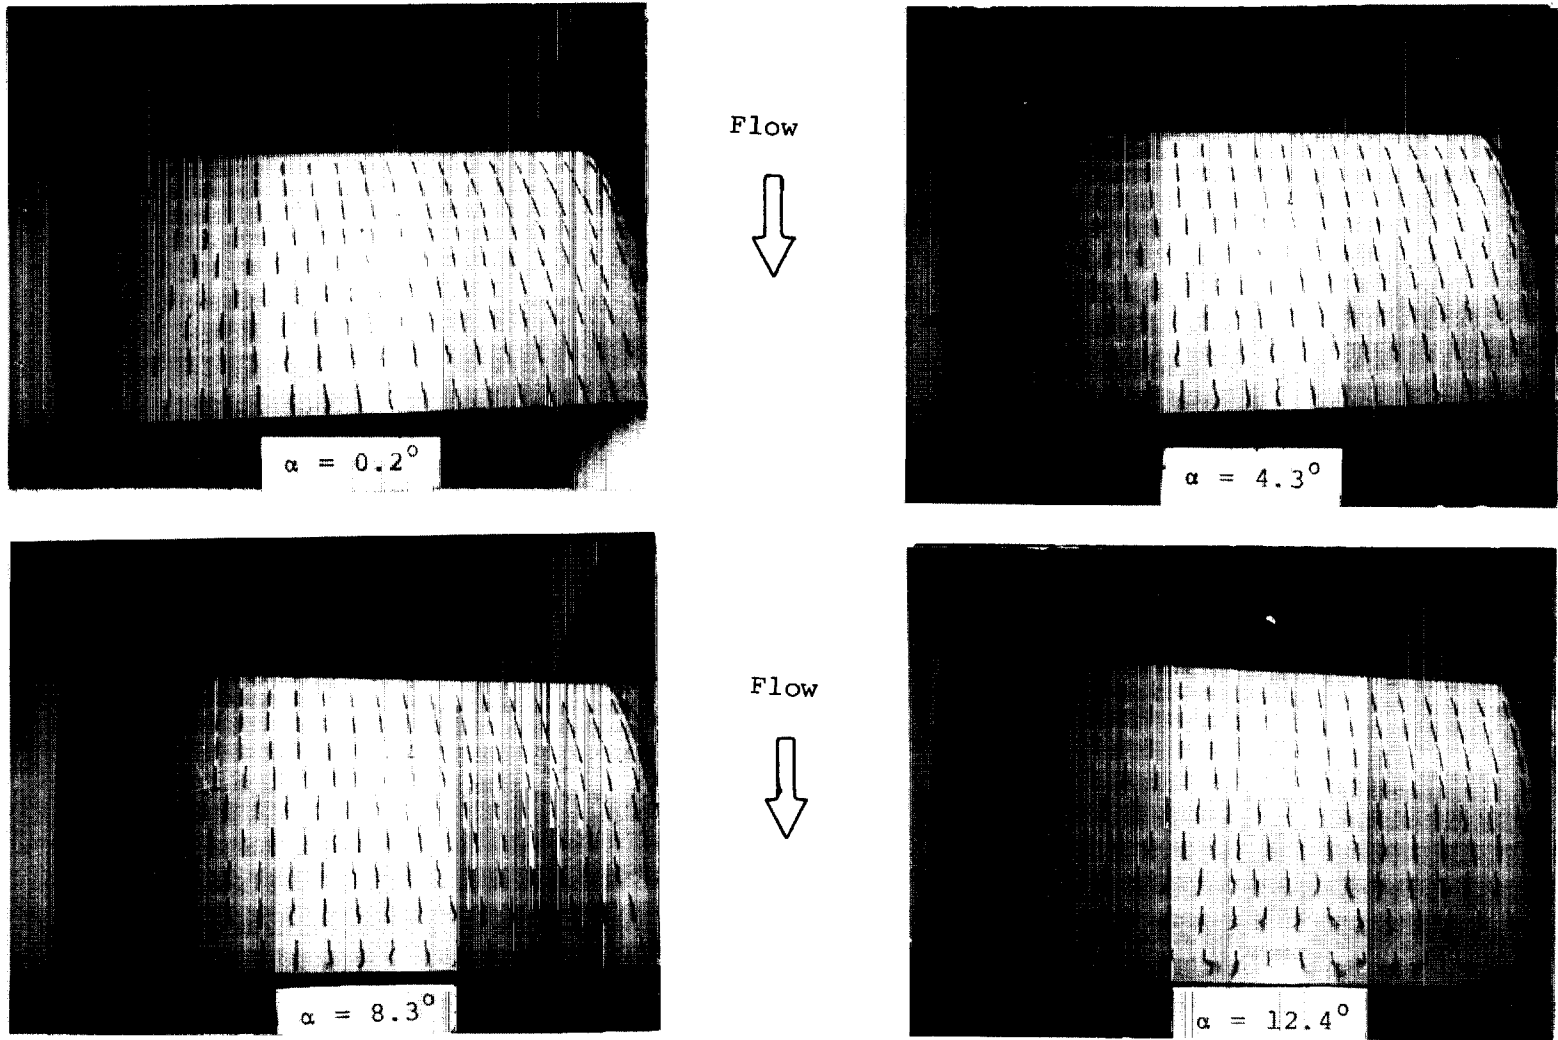 Flow
α = 0.2°
α = 4.3°
Flow
α = 8.3°
α = 12.4°